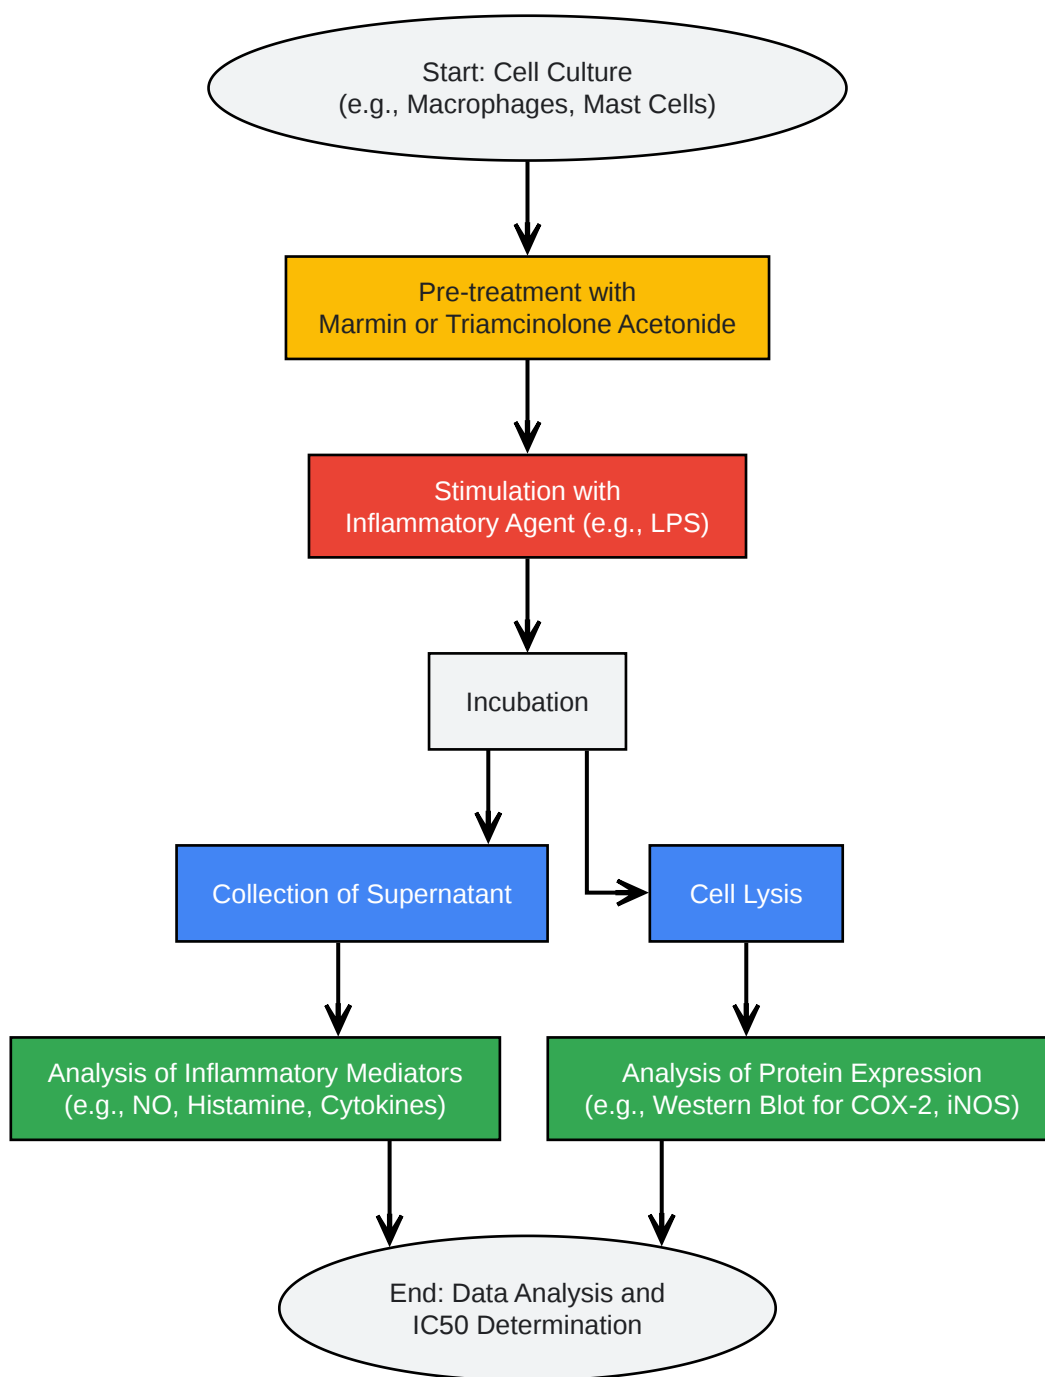 Start: Cell Culture
(e.g., Macrophages, Mast Cells)
Pre-treatment with
Marmin or Triamcinolone Acetonide
Stimulation with
Inflammatory Agent (e.g., LPS)
Incubation
Collection of Supernatant
Cell Lysis
Analysis of Inflammatory Mediators
(e.g., NO, Histamine, Cytokines)
Analysis of Protein Expression
(e.g., Western Blot for COX-2, iNOS)
End: Data Analysis and
IC50 Determination